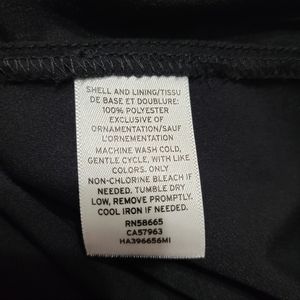 SHELL AND LINING/TISSU
DE BASE ET DOUBLURE:
100% POLYESTER
EXCLUSIVE OF
ORNAMENTATION/SAUF
L'ORNEMENTATION
MACHINE WASH COLD,
GENTLE CYCLE, WITH LIKE
COLORS. ONLY
NON-CHLORINE BLEACH IF
NEEDED. TUMBLE DRY
LOW, REMOVE PROMPTLY.
COOL IRON IF NEEDED.
RN58665
CA57963
HA396656MI